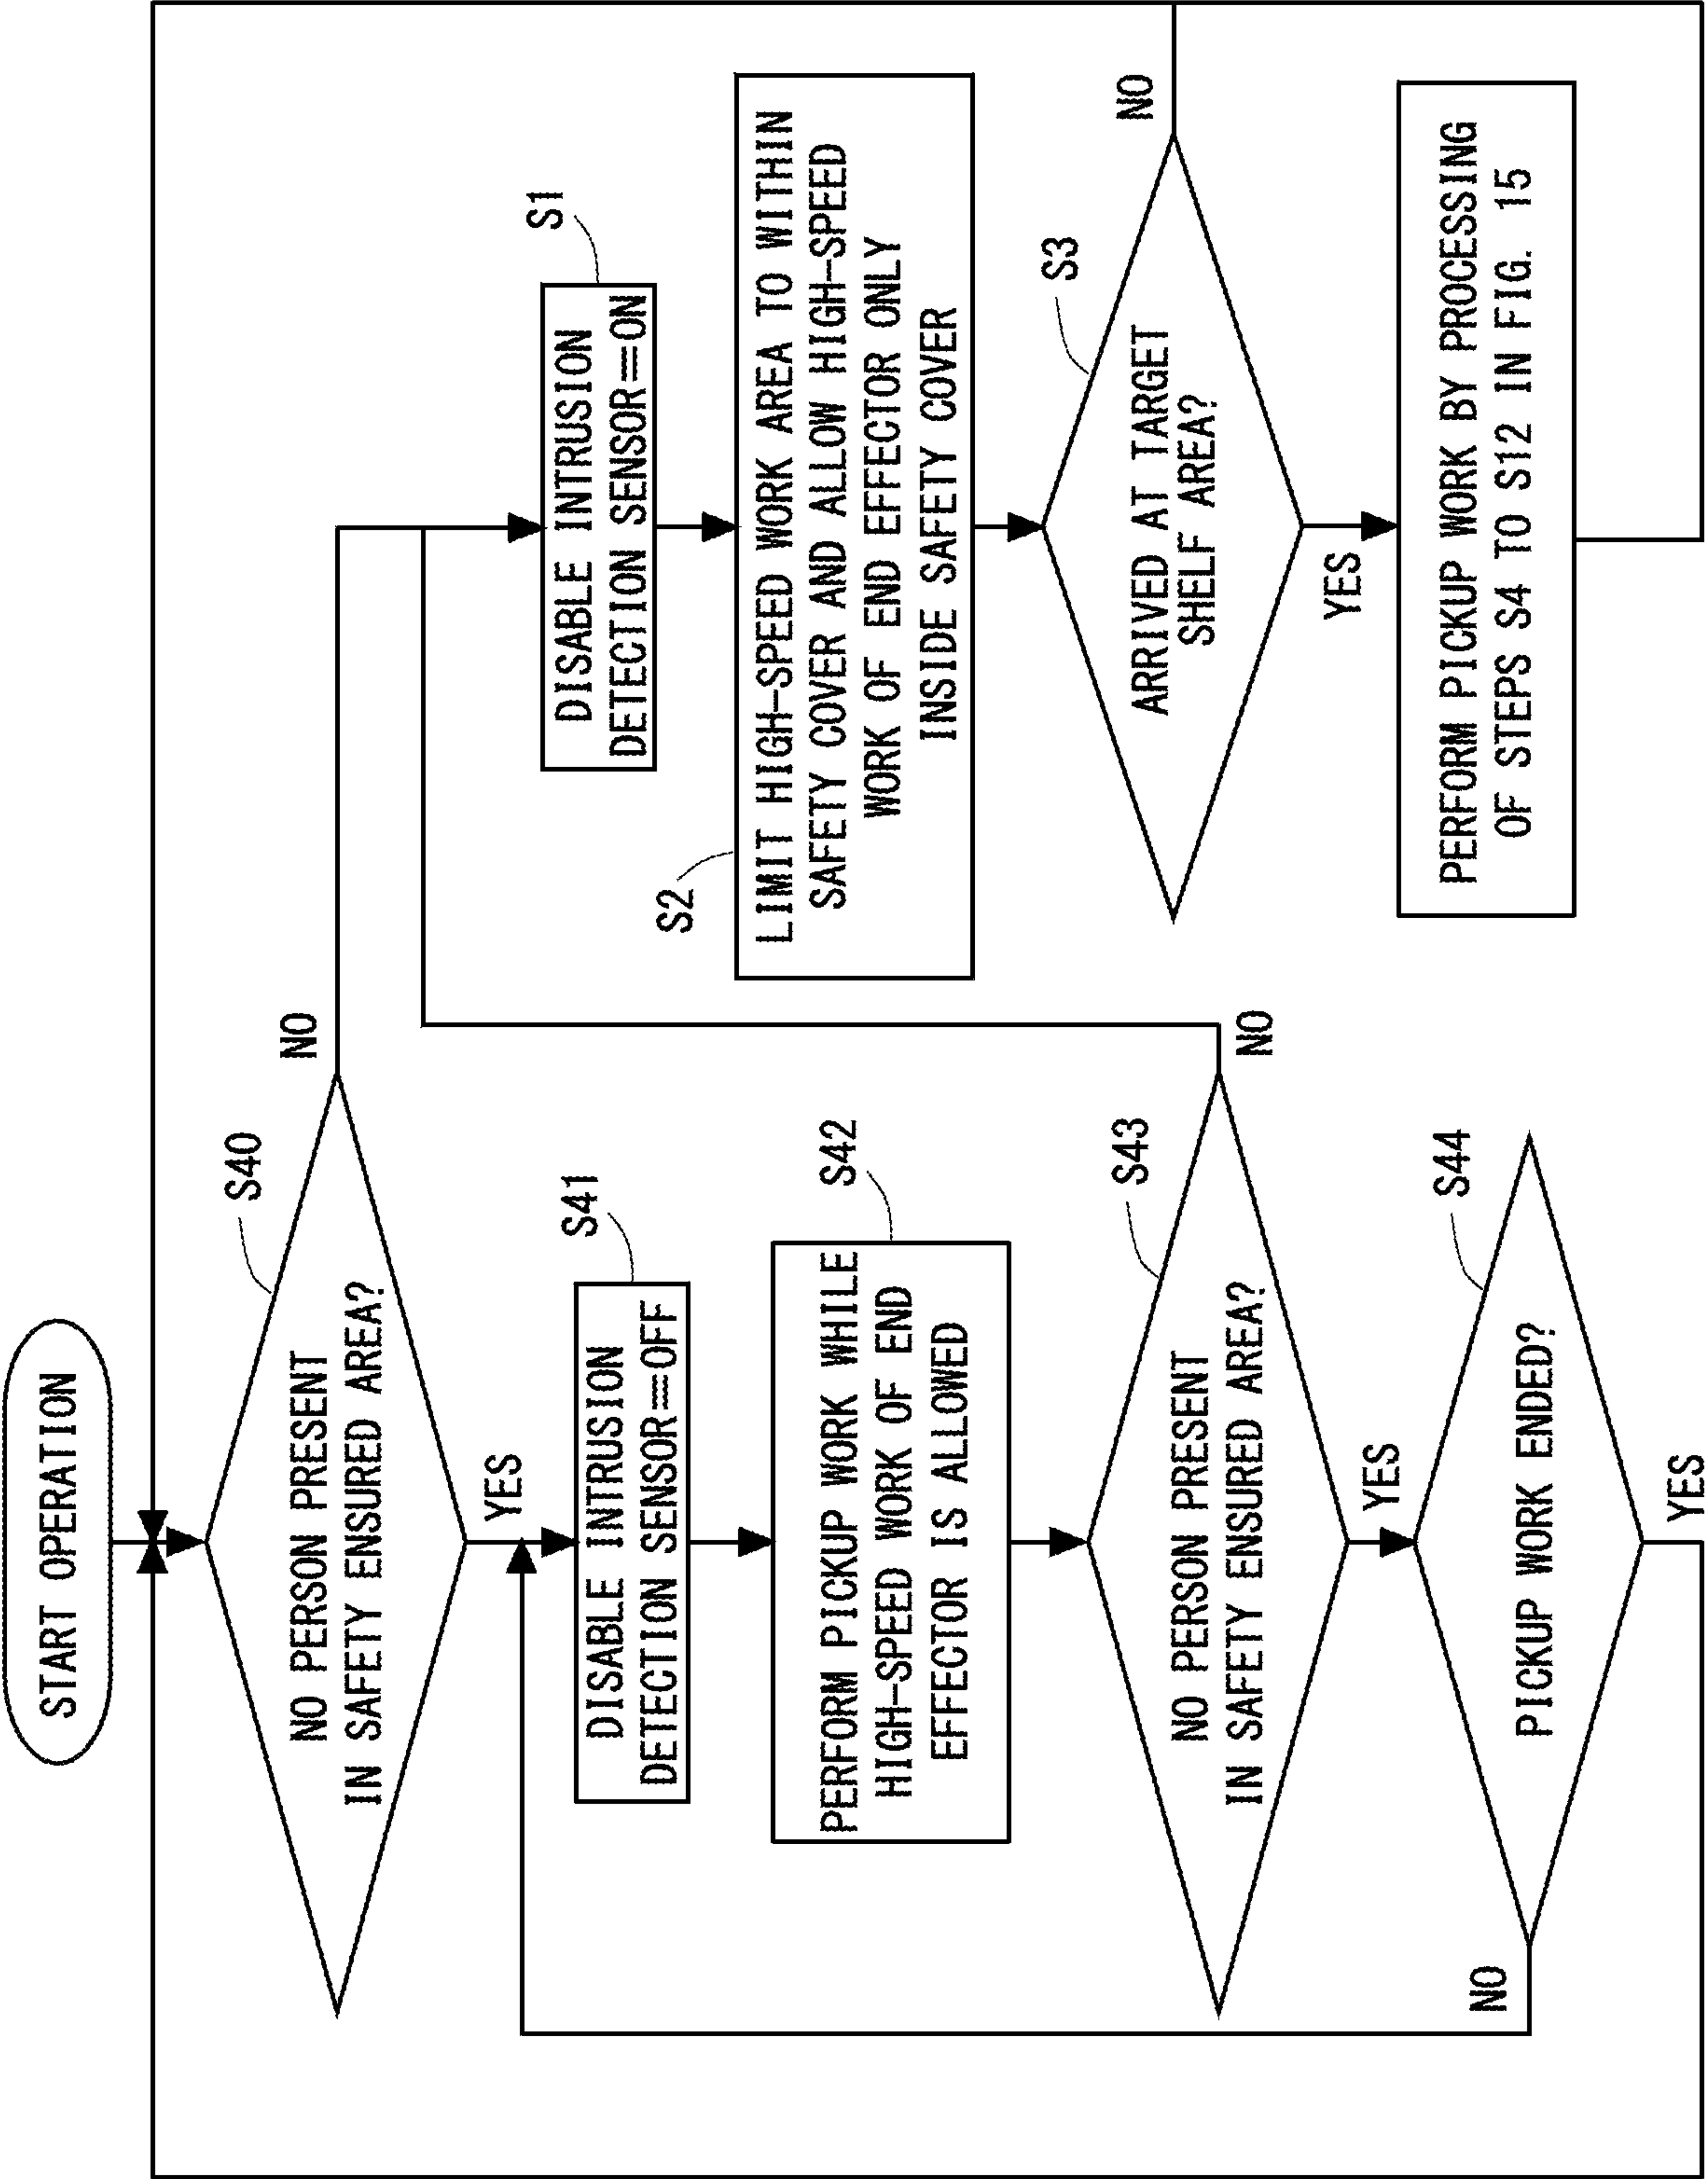 START OPERATION
S40
NO PERSON PRESENT
IN SAFETY ENSURED AREA?
NO
YES
S41
DISABLE INTRUSION
DETECTION SENSOR=OFF
S42
PERFORM PICKUP WORK WHILE
HIGH-SPEED WORK OF END
EFFECTOR IS ALLOWED
S43
NO PERSON PRESENT
IN SAFETY ENSURED AREA?
NO
YES
S44
PICKUP WORK ENDED?
NO
YES
S1
DISABLE INTRUSION
DETECTION SENSOR=ON
S2
LIMIT HIGH-SPEED WORK AREA TO WITHIN
SAFETY COVER AND ALLOW HIGH-SPEED
WORK OF END EFFECTOR ONLY
INSIDE SAFETY COVER
S3
ARRIVED AT TARGET
SHELF AREA?
NO
YES
PERFORM PICKUP WORK BY PROCESSING
OF STEPS S4 TO S12 IN FIG. 15